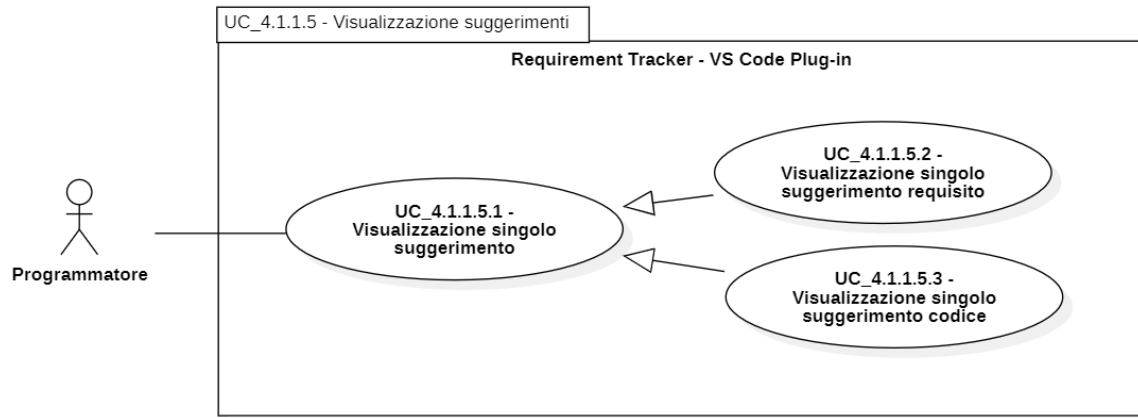 UC_4.1.1.5 - Visualizzazione suggerimenti
Requirement Tracker - VS Code Plug-in
UC_4.1.1.5.2 -
Visualizzazione singolo
suggerimento requisito
UC_4.1.1.5.1 -
Visualizzazione singolo
suggerimento
Programmatore
UC_4.1.1.5.3 -
Visualizzazione singolo
suggerimento codice